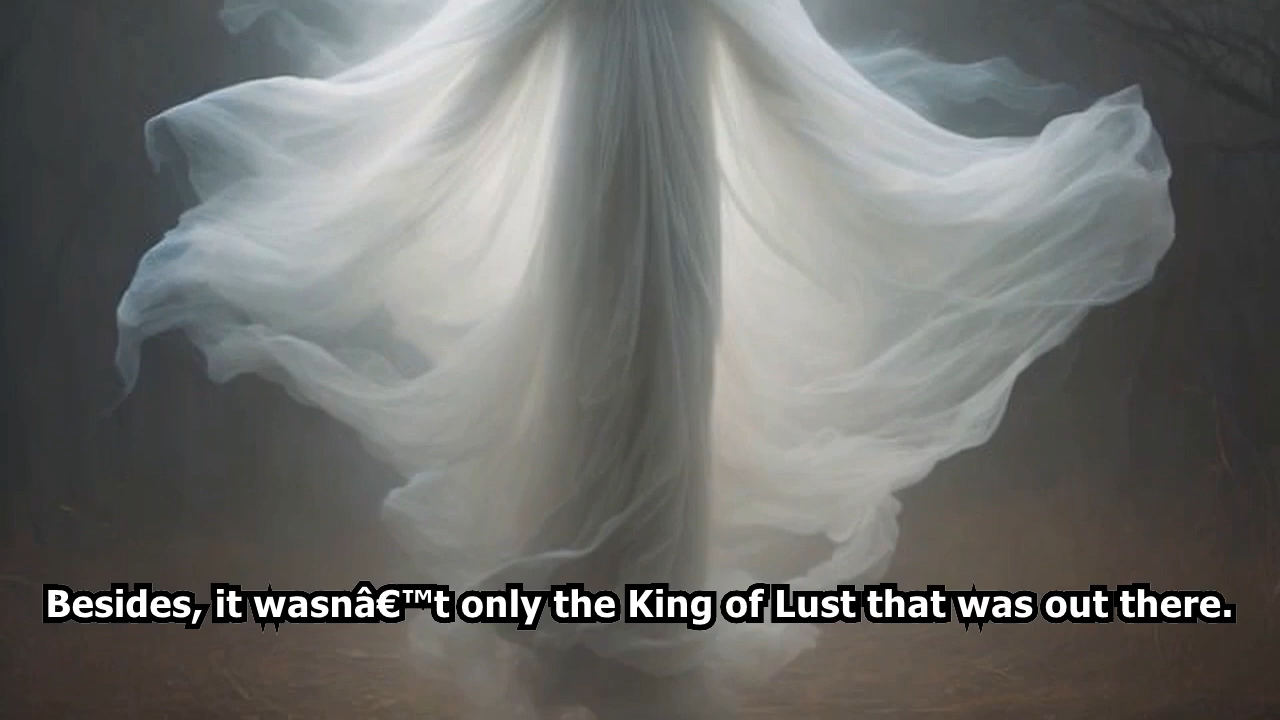 Besides, it wasnâ€™t only the King of Lust that was out there.